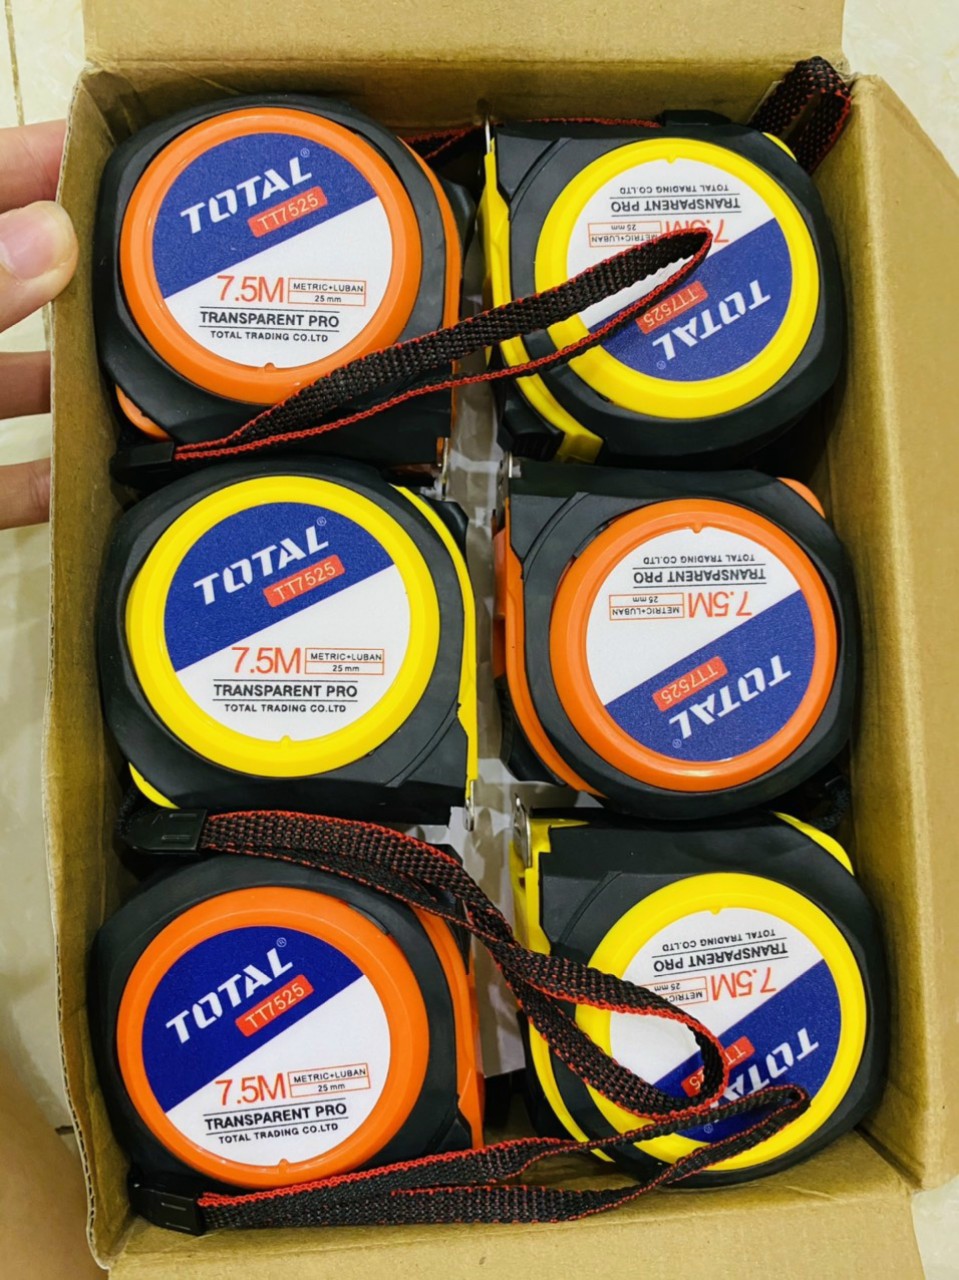 TOTAL®
TT7525
7.5M METRIC+LUBAN
25 mm
TRANSPARENT PRO
TOTAL TRADING CO.LTD
TOTAL®
TT7525
7.5M METRIC+LUBAN
25 mm
TRANSPARENT PRO
TOTAL TRADING CO.LTD
TOTAL®
TT7525
7.5M METRIC+LUBAN
25 mm
TRANSPARENT PRO
TOTAL TRADING CO.LTD
TOTAL®
TT7525
7.5M METRIC+LUBAN
25 mm
TRANSPARENT PRO
TOTAL TRADING CO.LTD
TOTAL®
TT7525
7.5M METRIC+LUBAN
25 mm
TRANSPARENT PRO
TOTAL TRADING CO.LTD
TOTAL®
7.5M
25 mm
TRANSPARENT PRO
TOTAL TRADING CO.LTD